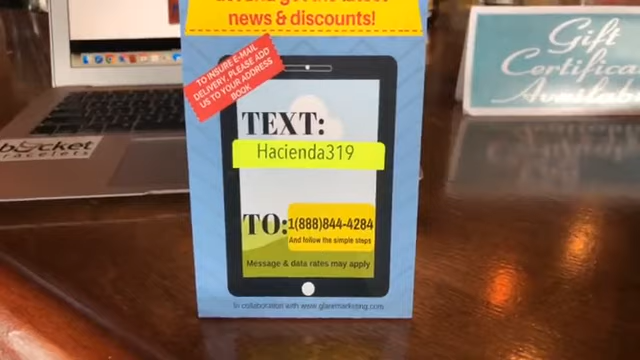 news & discounts!
TO INSURE E-MAIL
DELIVERY, PLEASE ADD
US TO YOUR ADDRESS
BOOK
TEXT:
Hacienda319
TO: 1(888)844-4284
And follow the simple steps
Message & data rates may apply
In collaboration with www.glaremarketing.com
Gift
Certifica
Available
bucket
bracelets